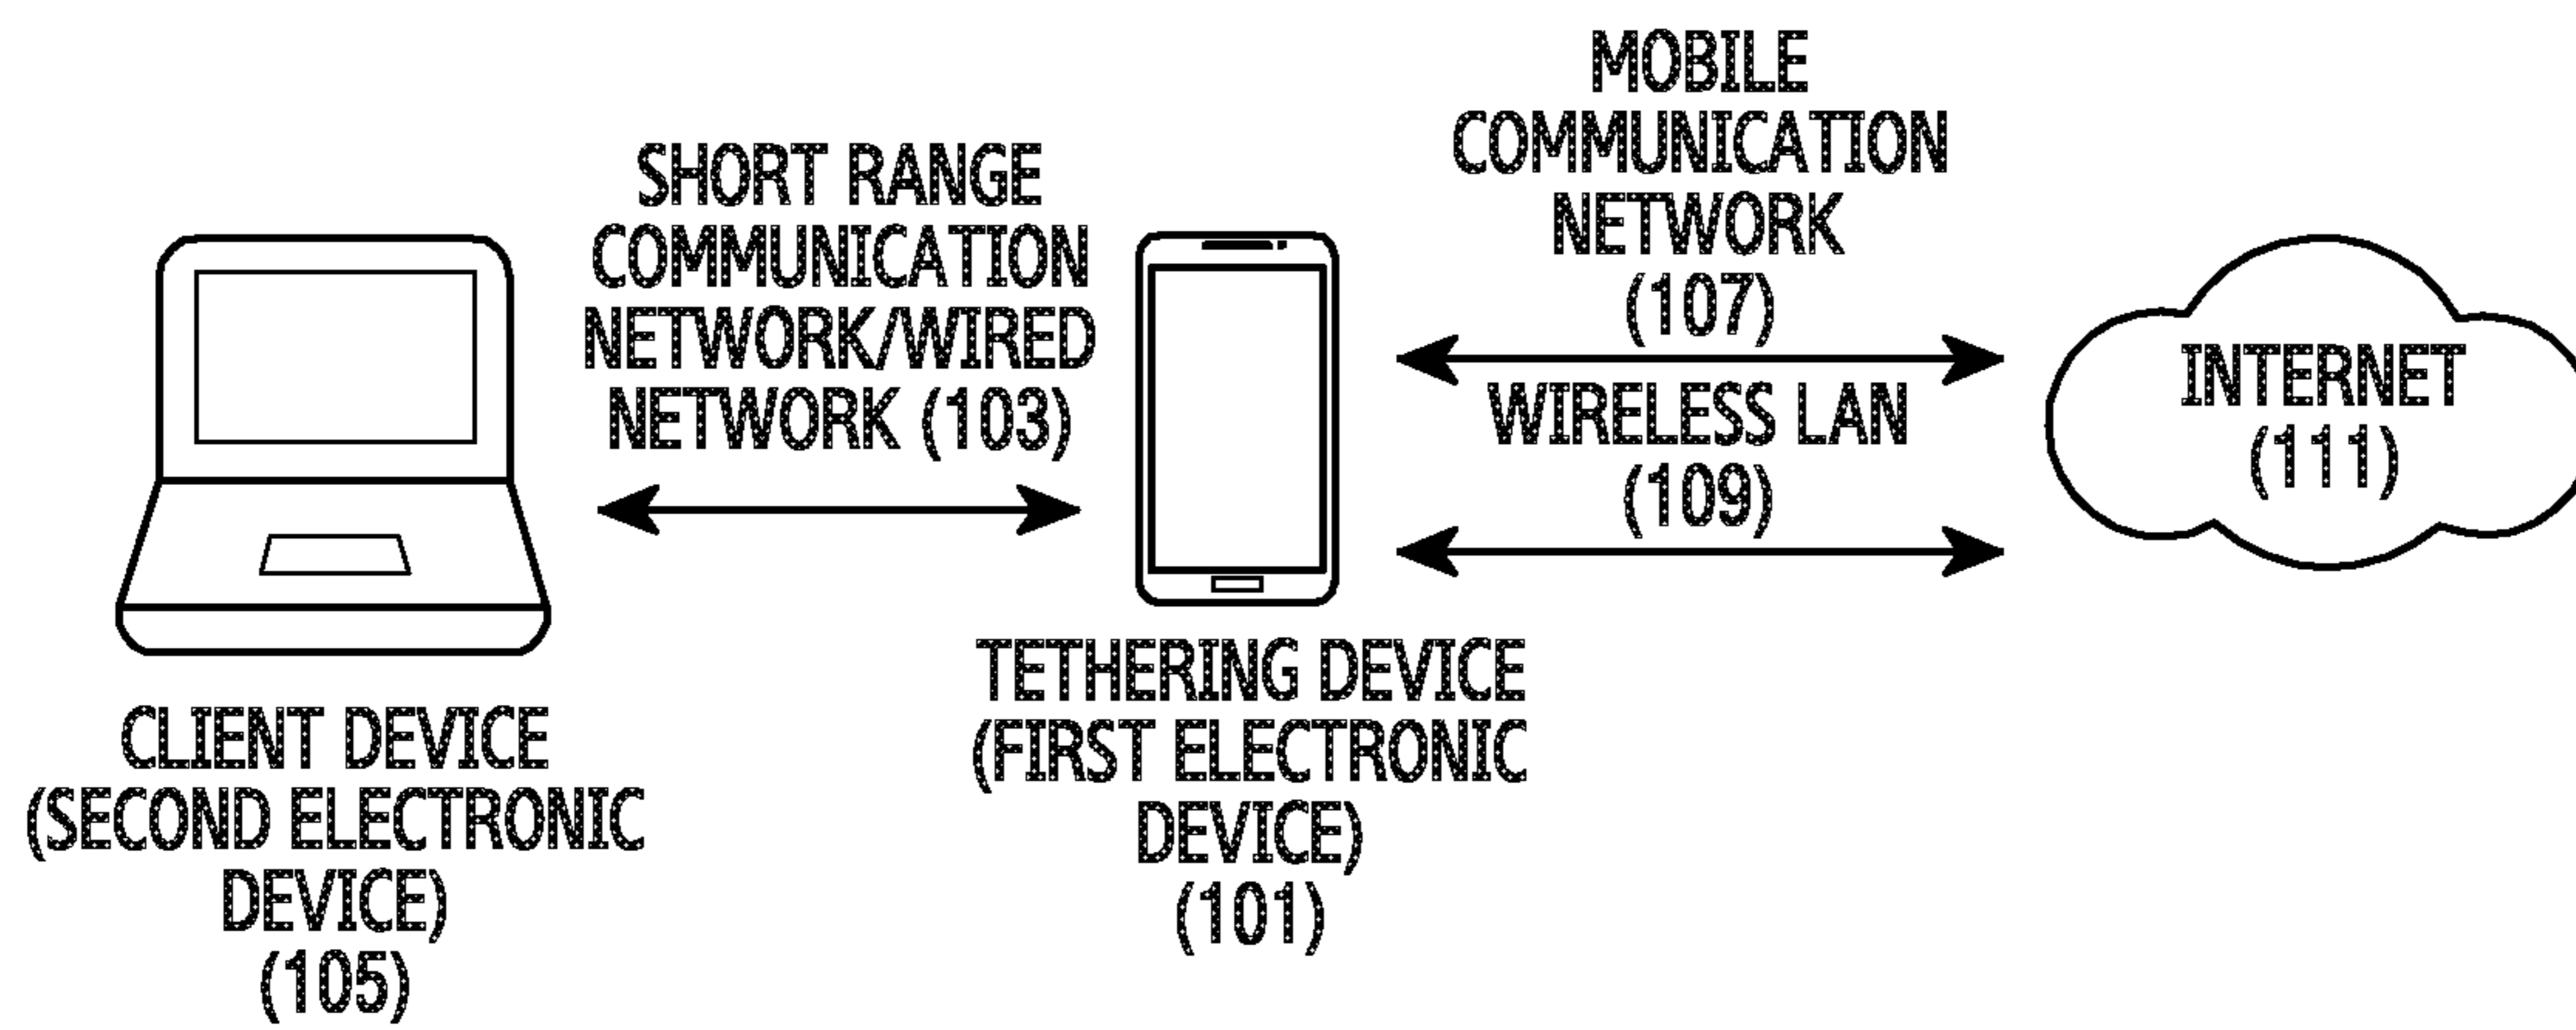 MOBILE
COMMUNICATION
NETWORK
(107)
SHORT RANGE
COMMUNICATION
NETWORK/WIRED
NETWORK (103)
WIRELESS LAN
(109)
INTERNET
(111)
TETHERING DEVICE
(FIRST ELECTRONIC
DEVICE)
(101)
CLIENT DEVICE
(SECOND ELECTRONIC
DEVICE)
(105)